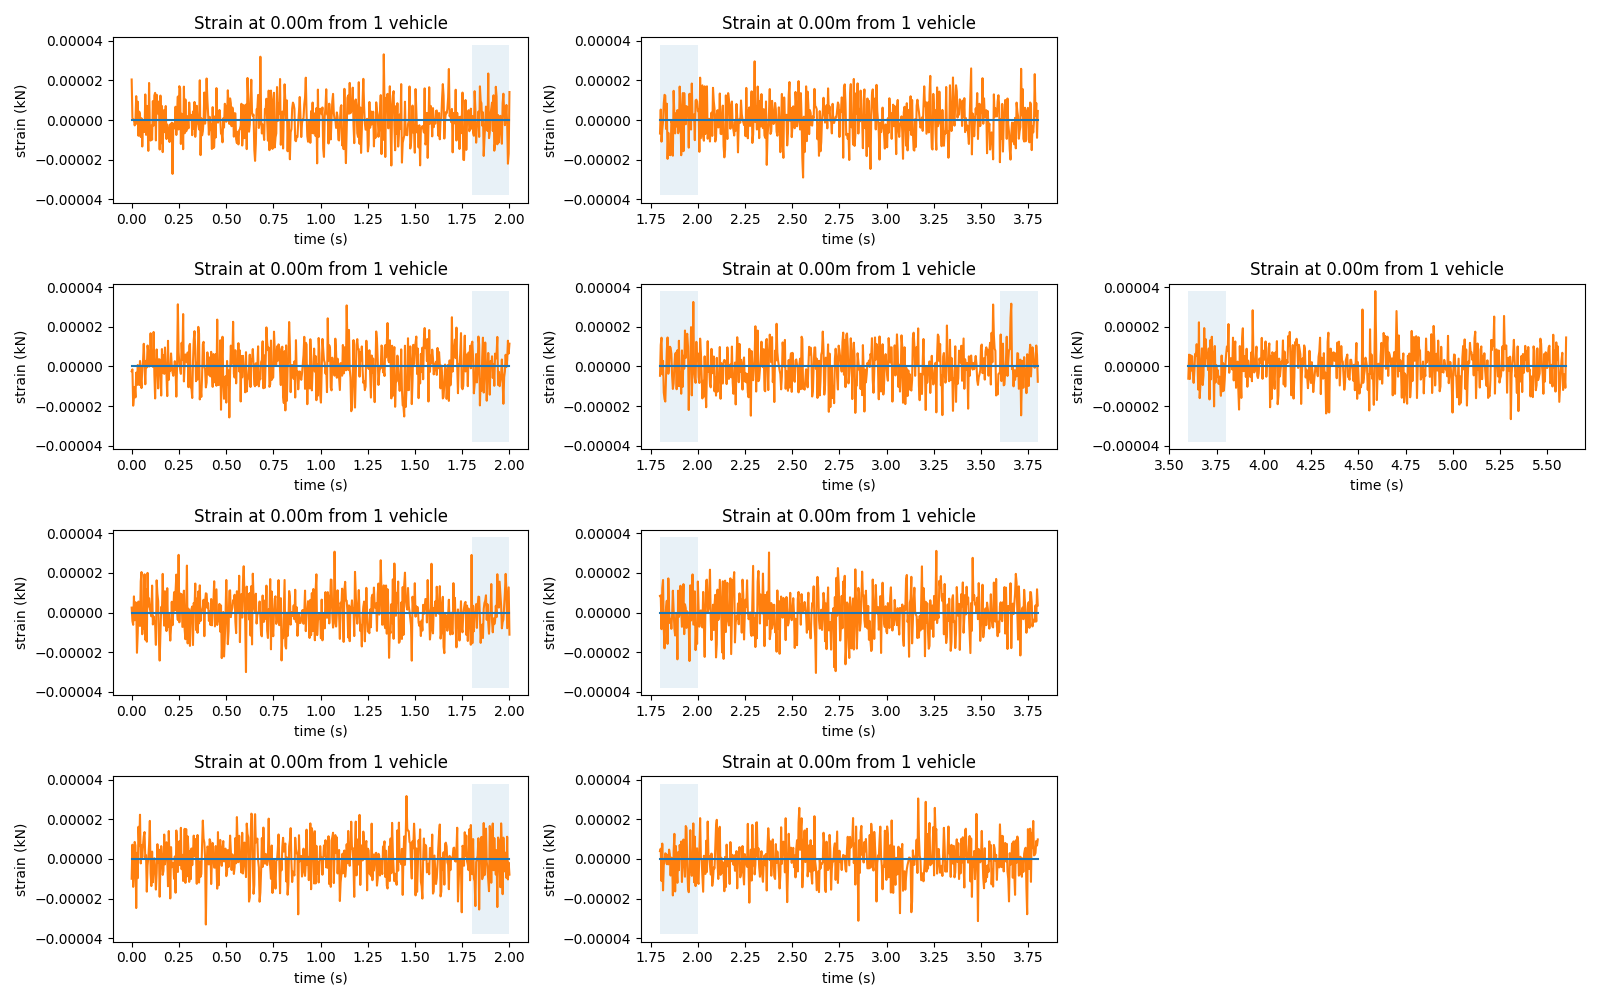 Strain at 0.00m from 1 vehicle Strain at 0.00m from 1 vehicle
0.00004 0.00004
0.00002 0.00002
0.00000 0.00000
−0.00002 −0.00002
−0.00004 −0.00004
strain (kN) strain (kN)
0.00 0.25 0.50 0.75 1.00 1.25 1.50 1.75 2.00 1.75 2.00 2.25 2.50 2.75 3.00 3.25 3.50 3.75
time (s) time (s)
Strain at 0.00m from 1 vehicle Strain at 0.00m from 1 vehicle Strain at 0.00m from 1 vehicle
0.00004 0.00004 0.00004
0.00002 0.00002 0.00002
0.00000 0.00000 0.00000
−0.00002 −0.00002 −0.00002
−0.00004 −0.00004 −0.00004
strain (kN) strain (kN) strain (kN)
0.00 0.25 0.50 0.75 1.00 1.25 1.50 1.75 2.00 1.75 2.00 2.25 2.50 2.75 3.00 3.25 3.50 3.75 3.50 3.75 4.00 4.25 4.50 4.75 5.00 5.25 5.50
time (s) time (s) time (s)
Strain at 0.00m from 1 vehicle Strain at 0.00m from 1 vehicle
0.00004 0.00004
0.00002 0.00002
0.00000 0.00000
−0.00002 −0.00002
−0.00004 −0.00004
strain (kN) strain (kN)
0.00 0.25 0.50 0.75 1.00 1.25 1.50 1.75 2.00 1.75 2.00 2.25 2.50 2.75 3.00 3.25 3.50 3.75
time (s) time (s)
Strain at 0.00m from 1 vehicle Strain at 0.00m from 1 vehicle
0.00004 0.00004
0.00002 0.00002
0.00000 0.00000
−0.00002 −0.00002
−0.00004 −0.00004
strain (kN) strain (kN)
0.00 0.25 0.50 0.75 1.00 1.25 1.50 1.75 2.00 1.75 2.00 2.25 2.50 2.75 3.00 3.25 3.50 3.75
time (s) time (s)